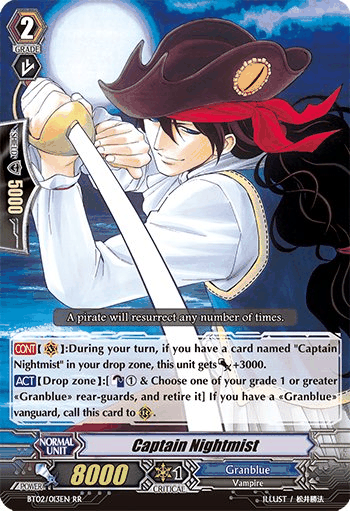 2
GRADE
5000
SHIELD
A pirate will resurrect any number of times.
CONT【 】:During your turn, if you have a card named "Captain
Nightmist" in your drop zone, this unit gets +3000.
ACT【Drop zone】:[ ① & Choose one of your grade 1 or greater
«Granblue» rear-guards, and retire it] If you have a «Granblue»
vanguard, call this card to .
NORMAL
UNIT
Captain Nightmist
POWER
8000
1
CRITICAL
Granblue
Vampire
BT02/013EN RR
ILLUST / 松井勝法